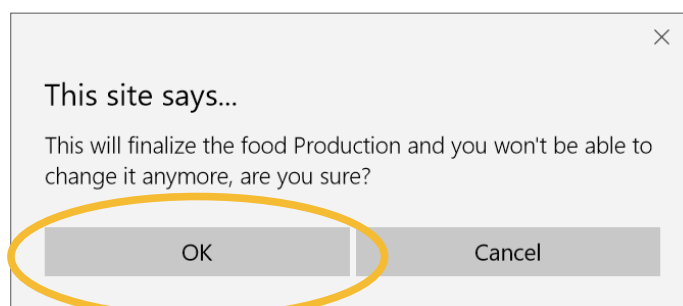 This site says...
This will finalize the food Production and you won't be able to
change it anymore, are you sure?
OK
Cancel